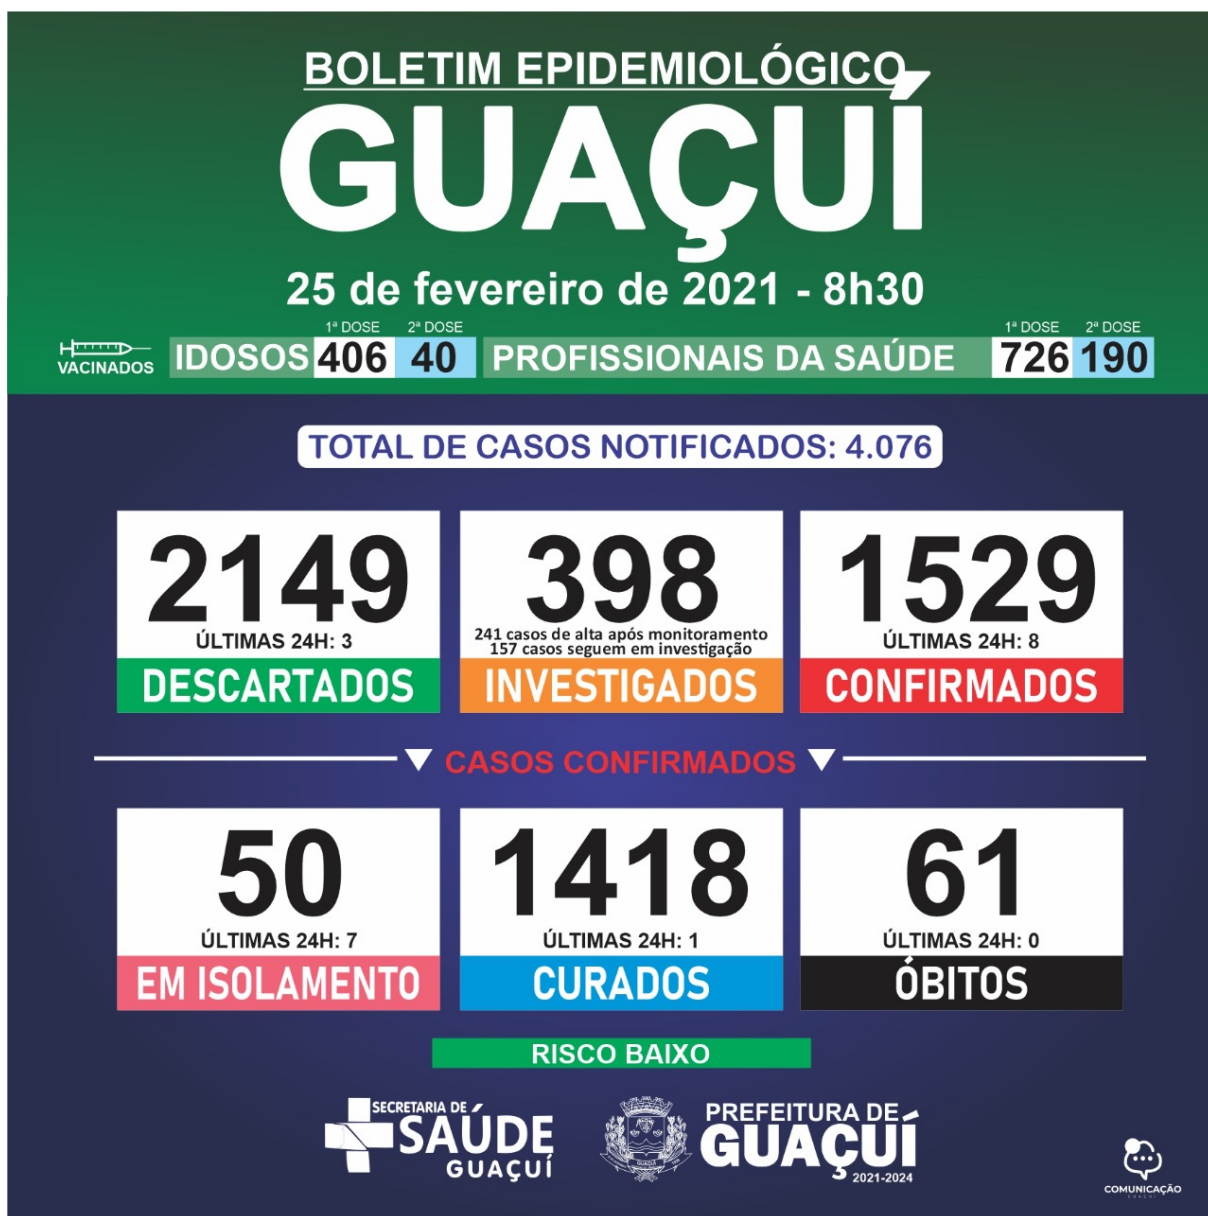 BOLETIM EPIDEMIOLÓGICO
GUAÇUÍ
25 de fevereiro de 2021 - 8h30
1ª DOSE 2ª DOSE 1ª DOSE 2ª DOSE
VACINADOS IDOSOS 406 40 PROFISSIONAIS DA SAÚDE 726 190
TOTAL DE CASOS NOTIFICADOS: 4.076
2149
ÚLTIMAS 24H: 3
DESCARTADOS
398
241 casos de alta após monitoramento
157 casos seguem em investigação
INVESTIGADOS
1529
ÚLTIMAS 24H: 8
CONFIRMADOS
CASOS CONFIRMADOS
50
ÚLTIMAS 24H: 7
EM ISOLAMENTO
1418
ÚLTIMAS 24H: 1
CURADOS
61
ÚLTIMAS 24H: 0
ÓBITOS
RISCO BAIXO
SECRETARIA DE
SAÚDE
GUAÇUÍ
PREFEITURA DE
GUAÇUÍ
2021-2024
COMUNICAÇÃO
GUAÇUÍ